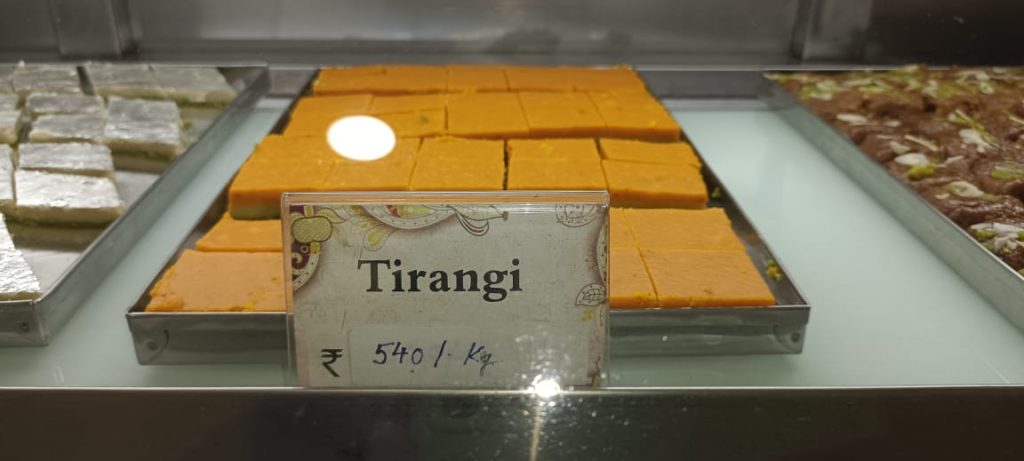 Tirangi
₹ 540/- Kg